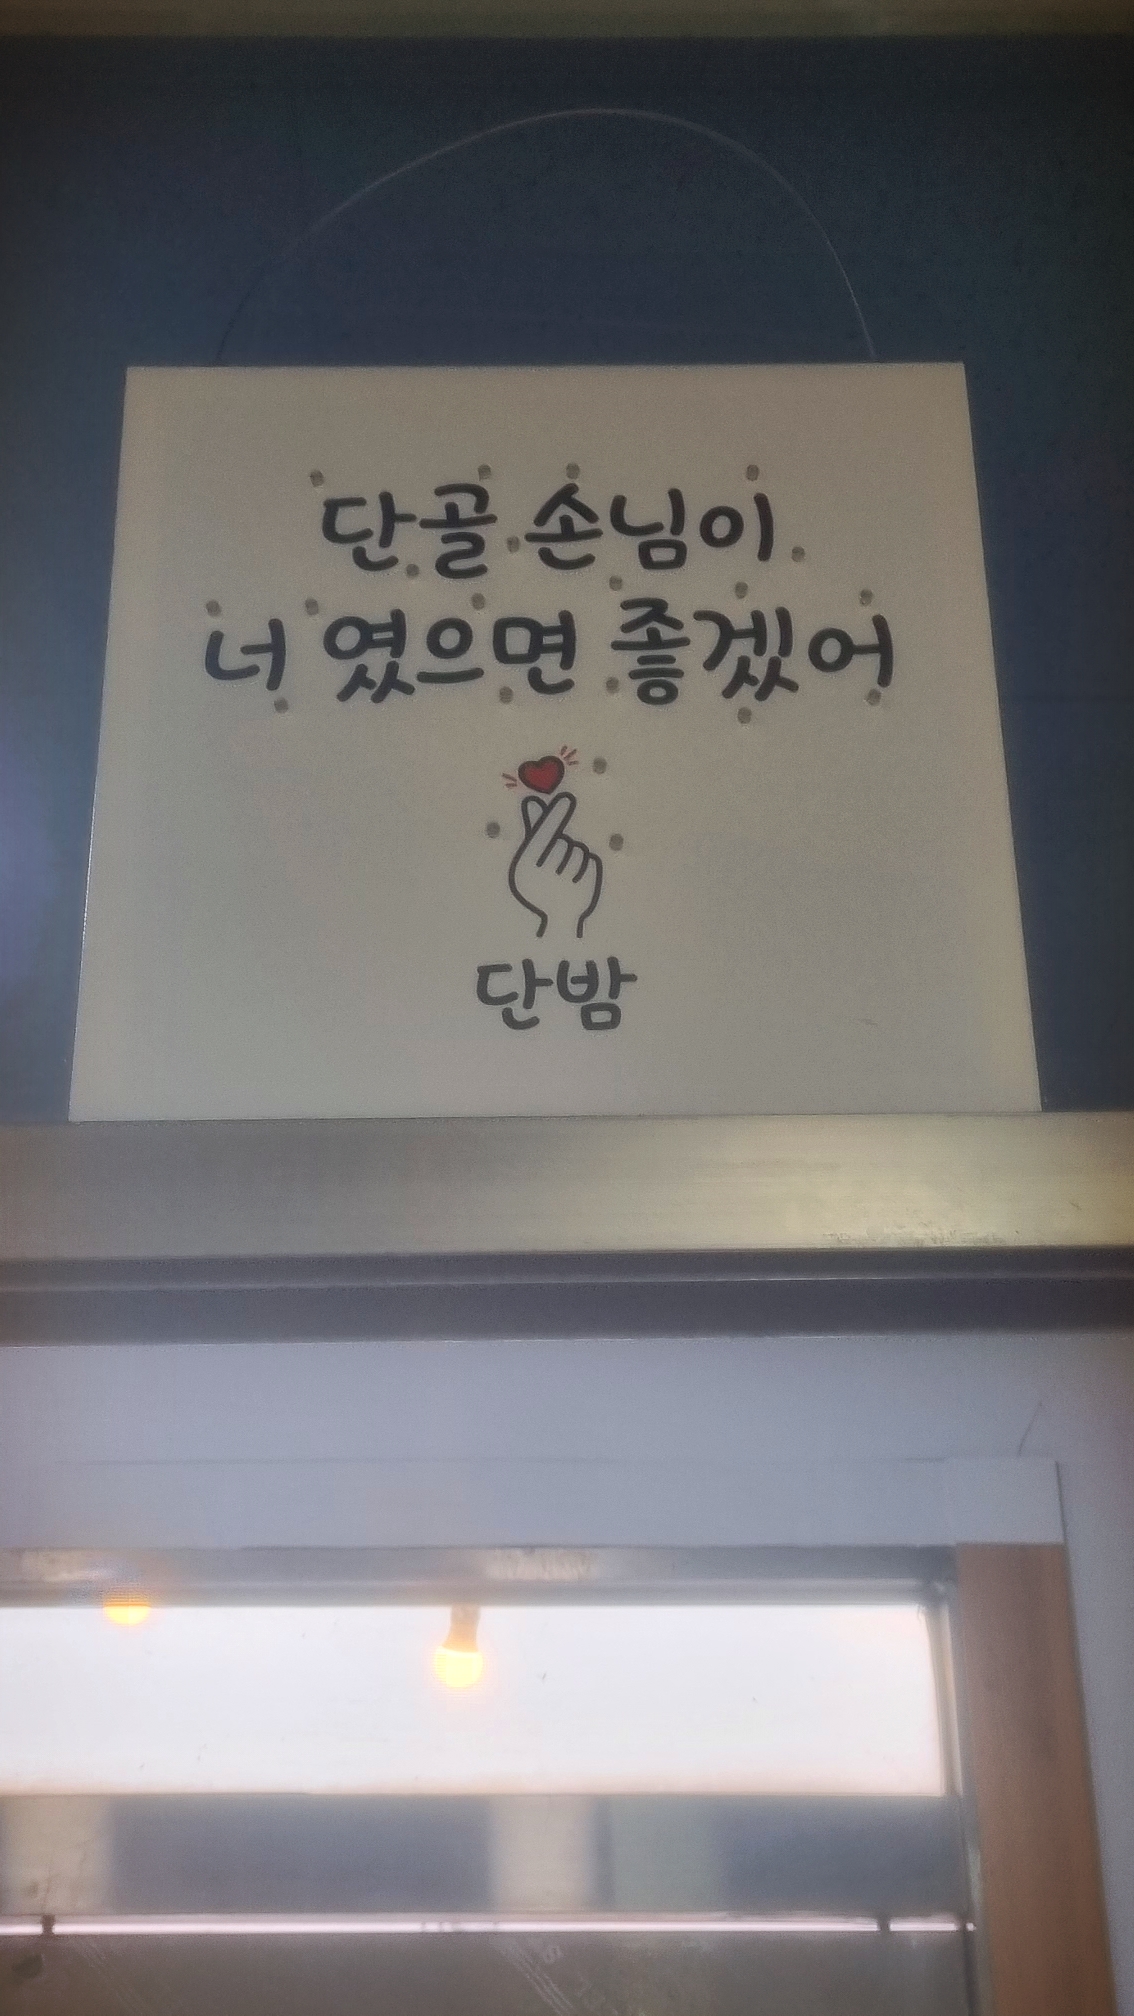 단골 손님이
너 였으면 좋겠어
단밤